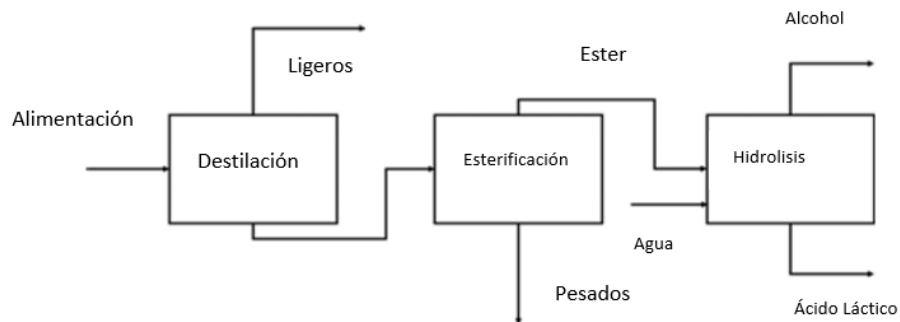 Alcohol
Ester
Ligeros
Alimentación
Destilación
Esterificación
Hidrolisis
Agua
Pesados
Ácido Láctico